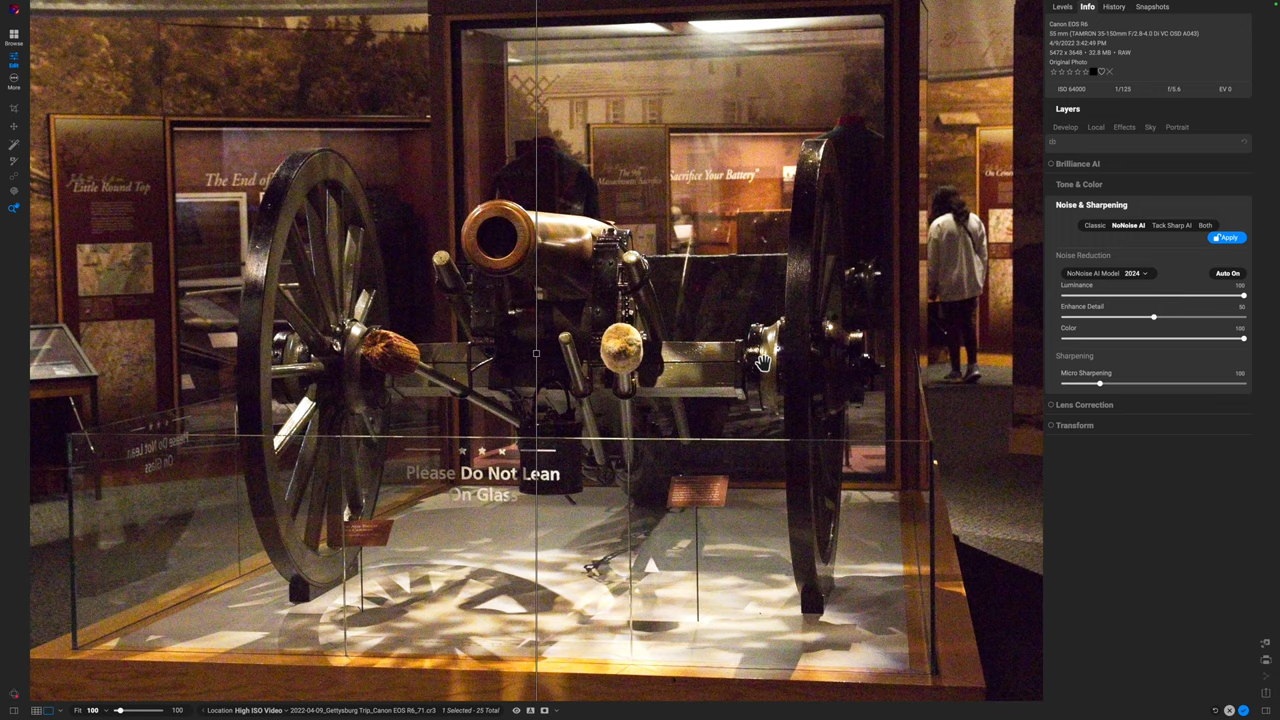 Levels Info History Snapshots
Canon EOS R6
55 mm (TAMRON 35-150mm F/2.8-4.0 Di VC OSD A043)
4/9/2022 3:42:49 PM
5472 x 3648 • 32.8 MB • RAW
Original Photo
ISO 64000 1/125 f/5.6 EV 0
Layers
Develop Local Effects Sky Portrait
Brilliance AI
Tone & Color
Noise & Sharpening
Classic NoNoise AI Tack Sharp AI Both
Apply
Noise Reduction
NoNoise AI Model 2024 Auto On
Luminance 100
Enhance Detail 50
Color 100
Sharpening
Micro Sharpening 100
Lens Correction
Transform
Browse
Edit
More
Little Round Top
The End of
Sacrifice Your Battery"
Please Do Not Lean
On Glass
Please Do Not Lean
On Glass
Fit 100 100 Location High ISO Video 2022-04-09_Gettysburg Trip_Canon EOS R6_71.cr3 1 Selected - 25 Total